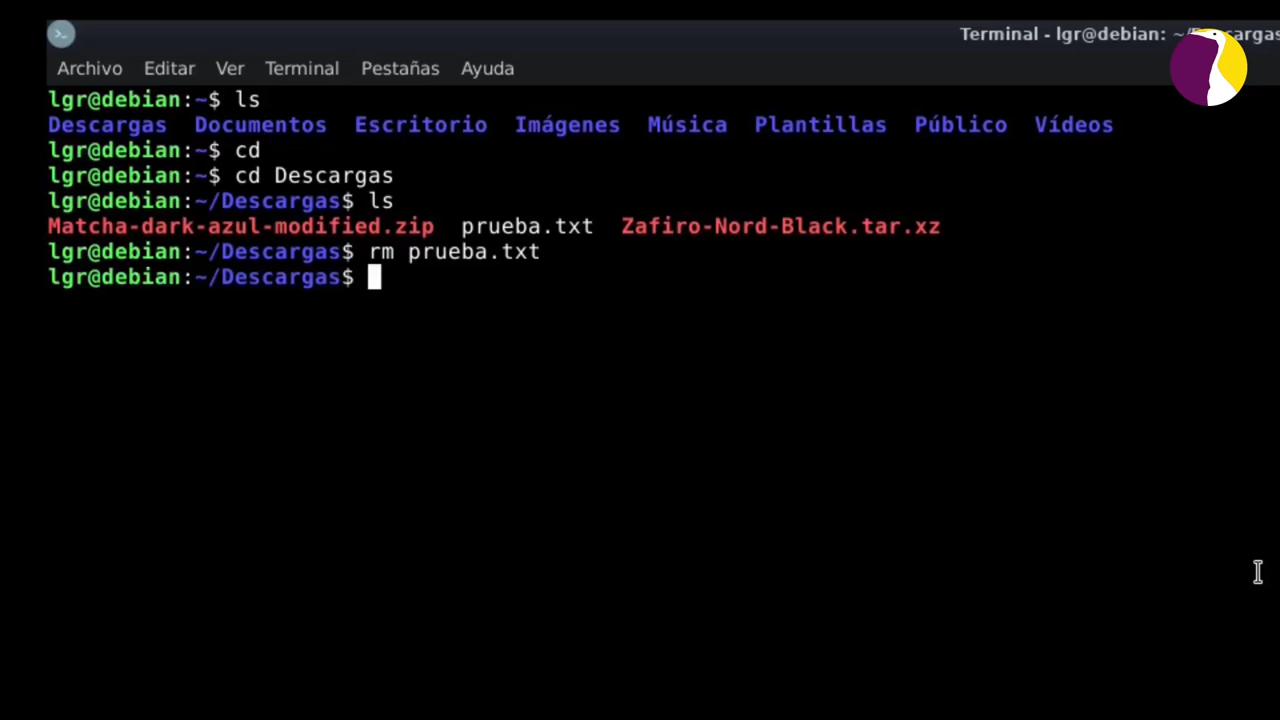 Terminal - lgr@debian: ~/Descargas
Archivo Editar Ver Terminal Pestañas Ayuda
lgr@debian:~$ ls
Descargas Documentos Escritorio Imágenes Música Plantillas Público Vídeos
lgr@debian:~$ cd
lgr@debian:~$ cd Descargas
lgr@debian:~/Descargas$ ls
Matcha-dark-azul-modified.zip prueba.txt Zafiro-Nord-Black.tar.xz
lgr@debian:~/Descargas$ rm prueba.txt
lgr@debian:~/Descargas$